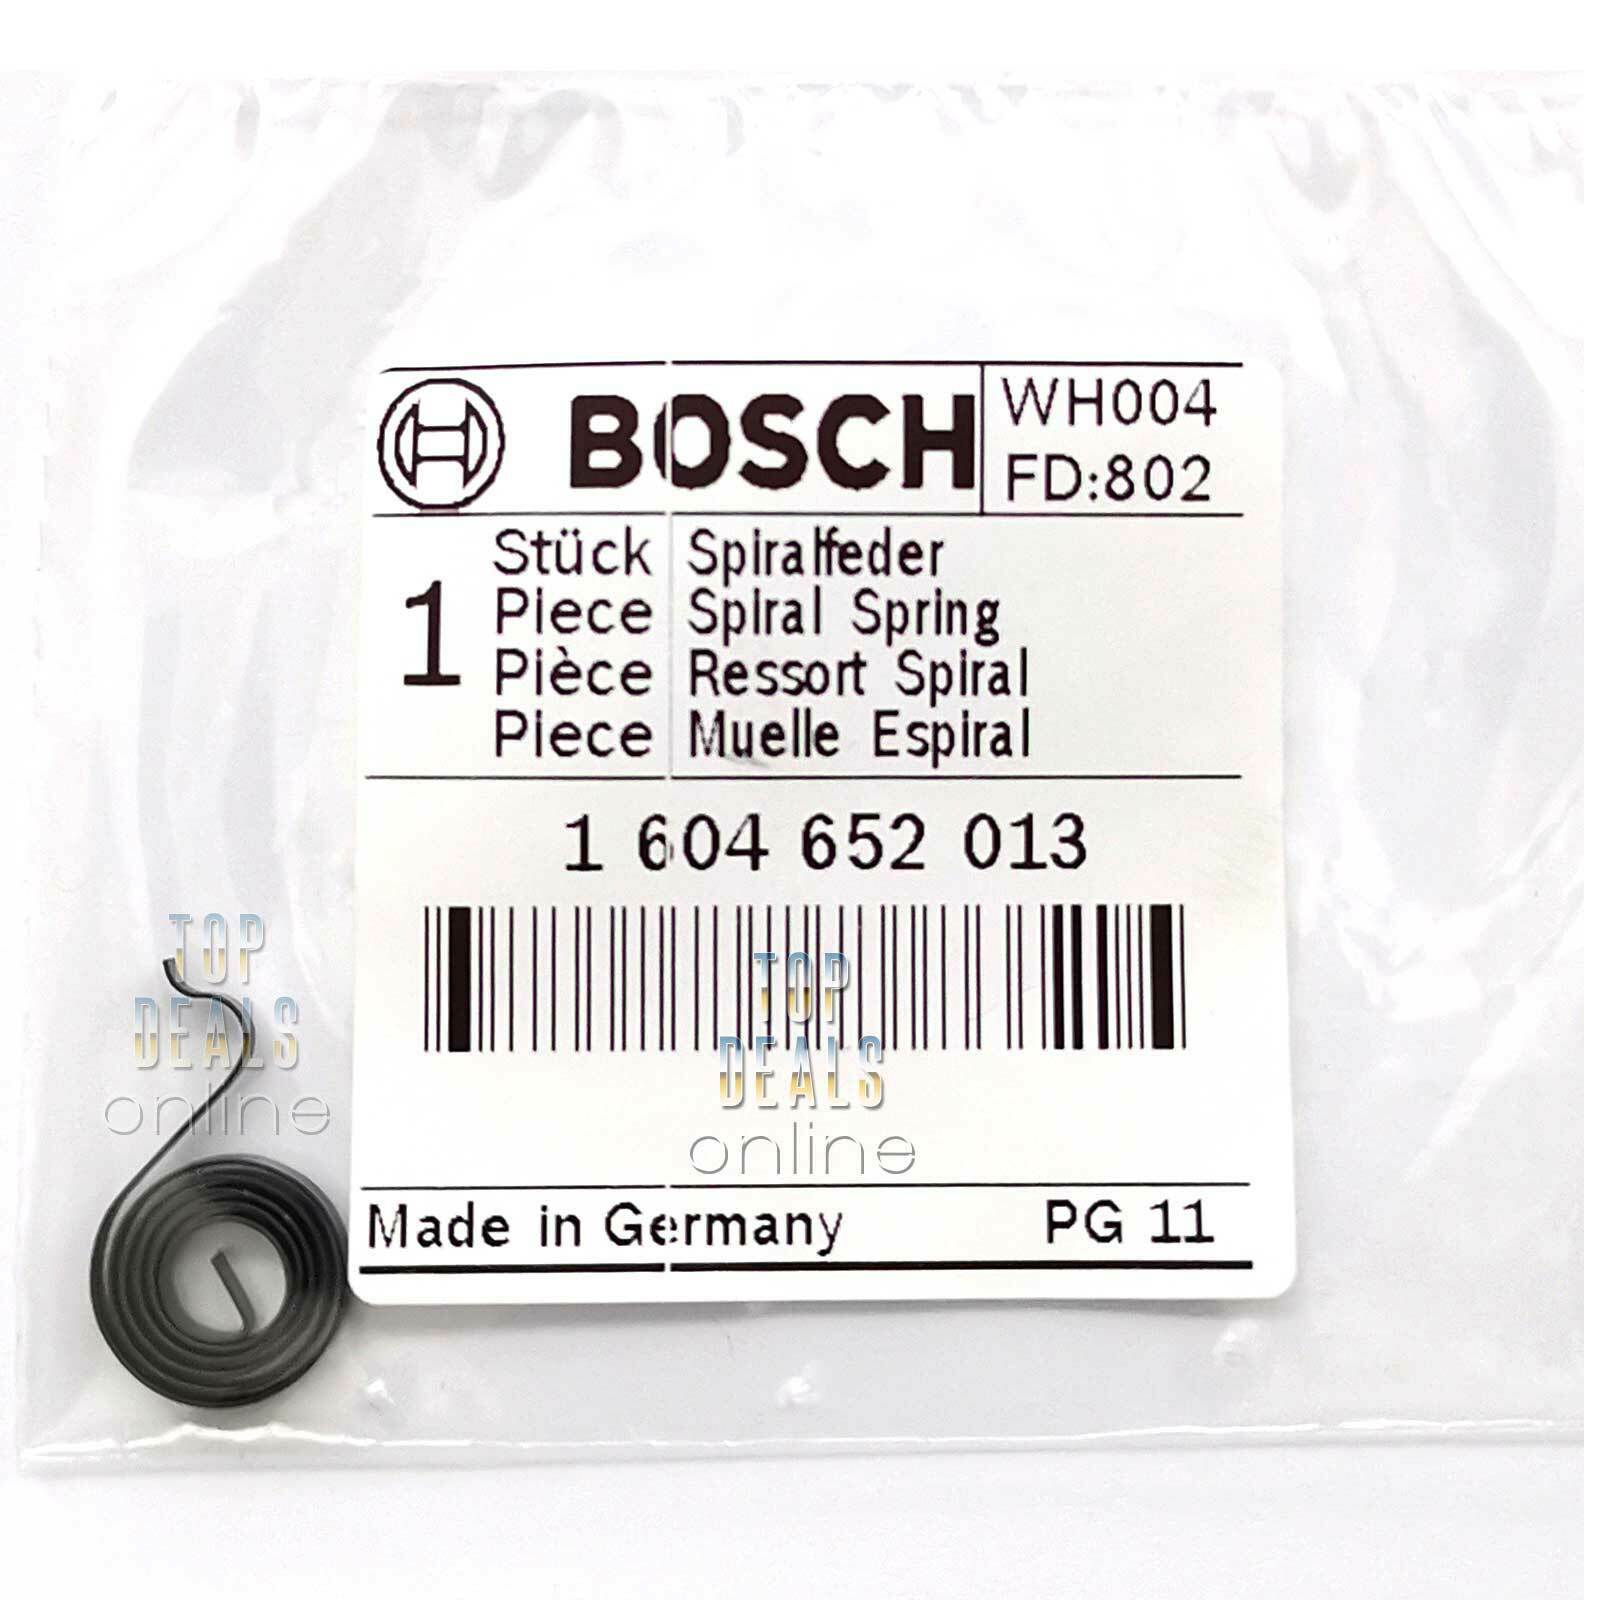 BOSCH
WH004
FD:802
1
Stück Spiralfeder
Piece Spiral Spring
Pièce Ressort Spiral
Piece Muelle Espiral
1 604 652 013
TOP
DEALS
online
TOP
DEALS
online
Made in Germany PG 11